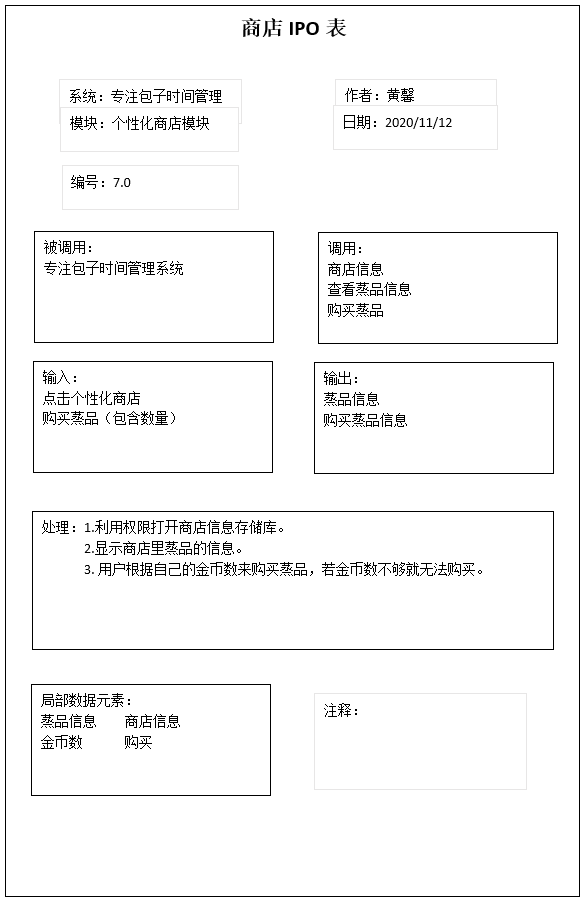 商店 IPO 表
系统：专注包子时间管理
作者：黄馨
模块：个性化商店模块
日期：2020/11/12
编号：7.0
被调用：
专注包子时间管理系统
调用：
商店信息
查看蒸品信息
购买蒸品
输入：
点击个性化商店
购买蒸品（包含数量）
输出：
蒸品信息
购买蒸品信息
处理：1.利用权限打开商店信息存储库。
2.显示商店里蒸品的信息。
3. 用户根据自己的金币数来购买蒸品，若金币数不够就无法购买。
局部数据元素：
蒸品信息 商店信息
金币数 购买
注释：